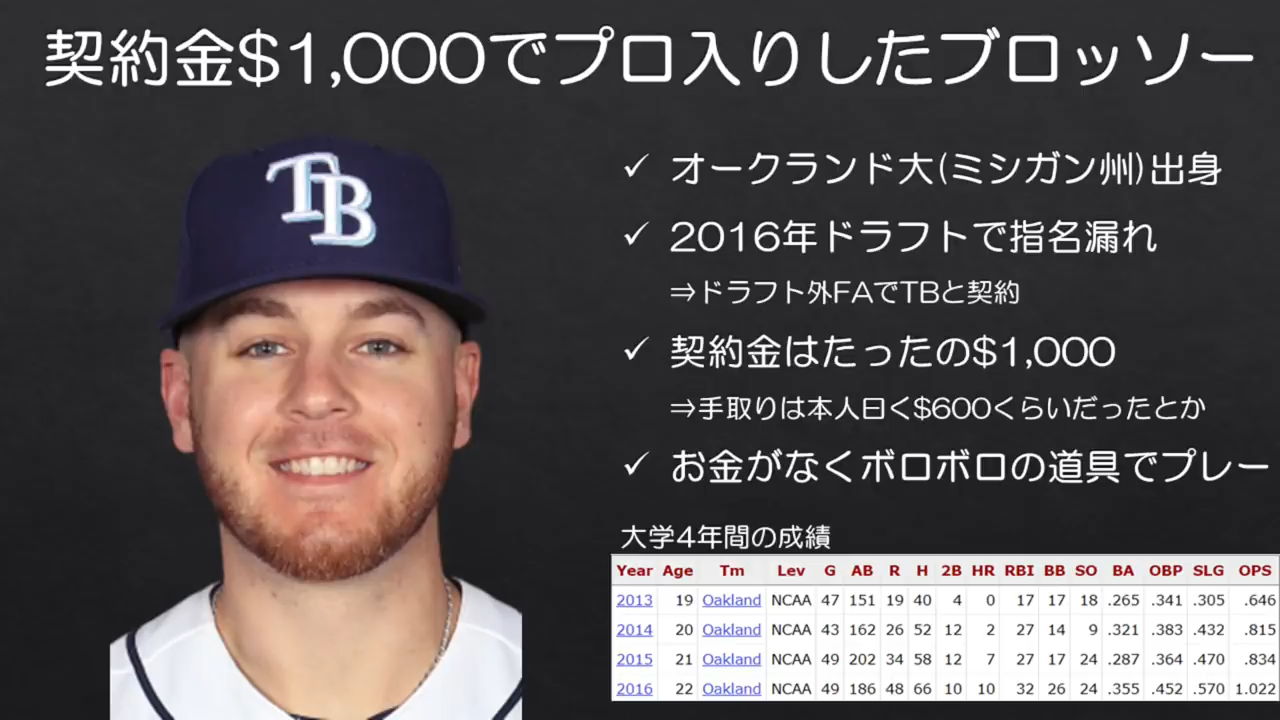 契約金$1,000でプロ入りしたブロッソー
TB
✓ オークランド大(ミシガン州)出身
✓ 2016年ドラフトで指名漏れ
⇒ドラフト外FAでTBと契約
✓ 契約金はたったの$1,000
⇒手取りは本人曰く$600くらいだったとか
✓ お金がなくボロボロの道具でプレー
大学4年間の成績
Year Age Tm Lev G AB R H 2B HR RBI BB SO BA OBP SLG OPS
2013 19 Oakland NCAA 47 151 19 40 4 0 17 17 18 .265 .341 .305 .646
2014 20 Oakland NCAA 43 162 26 52 12 2 27 14 9 .321 .383 .432 .815
2015 21 Oakland NCAA 49 202 34 58 12 7 27 17 24 .287 .364 .470 .834
2016 22 Oakland NCAA 49 186 48 66 10 10 32 26 24 .355 .452 .570 1.022